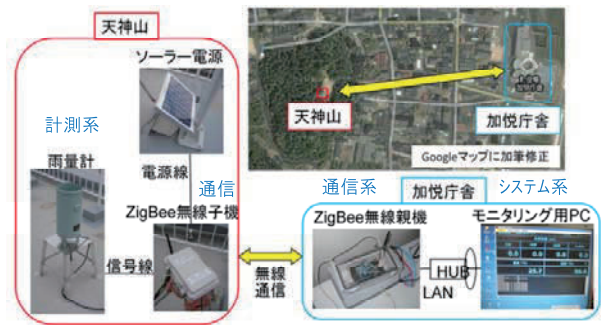 天神山
ソーラー電源
計測系
雨量計
電源線
通信
ZigBee無線子機
信号線
無線
通信
天神山
加悦庁舎
Googleマップに加筆修正
通信系
加悦庁舎
システム系
ZigBee無線親機
モニタリング用PC
HUB
LAN